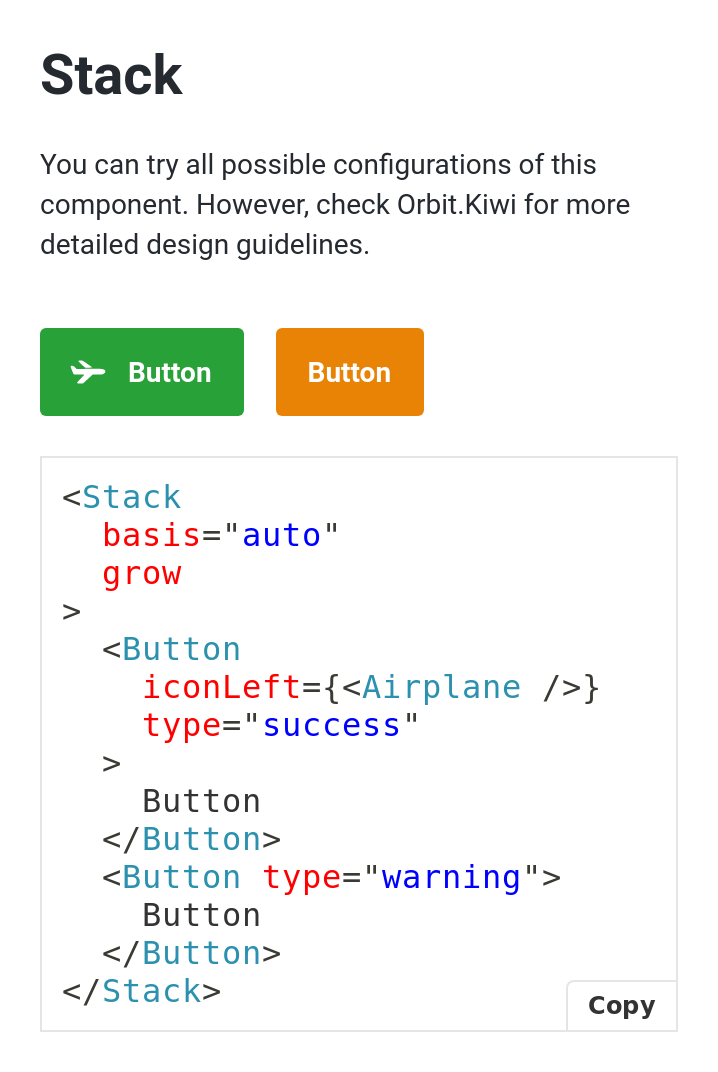 Stack
You can try all possible configurations of this
component. However, check Orbit.Kiwi for more
detailed design guidelines.
Button Button
<Stack
  basis="auto"
  grow
>
  <Button
    iconLeft={<Airplane />}
    type="success"
  >
    Button
  </Button>
  <Button type="warning">
    Button
  </Button>
</Stack>
Copy